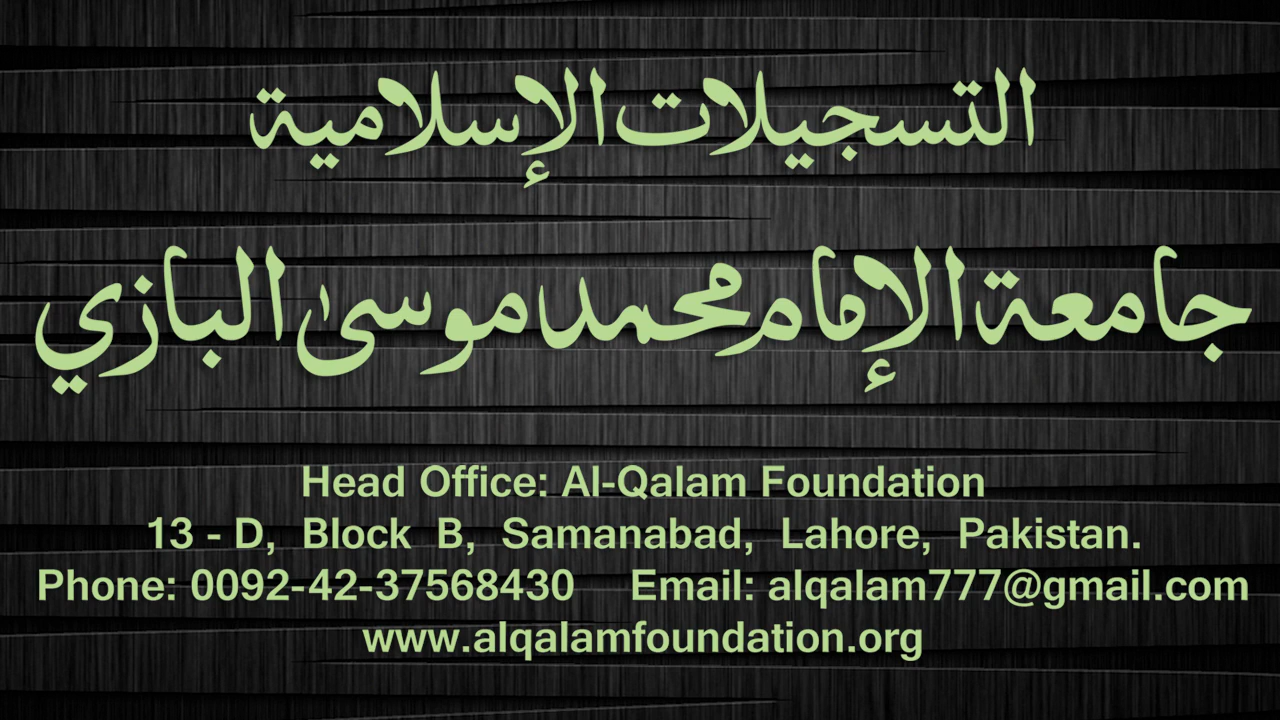 التسجيلات الإسلامية
جامعة الإمام محمد موسىٰ البازي
Head Office: Al-Qalam Foundation
13 - D, Block B, Samanabad, Lahore, Pakistan.
Phone: 0092-42-37568430 Email: alqalam777@gmail.com
www.alqalamfoundation.org